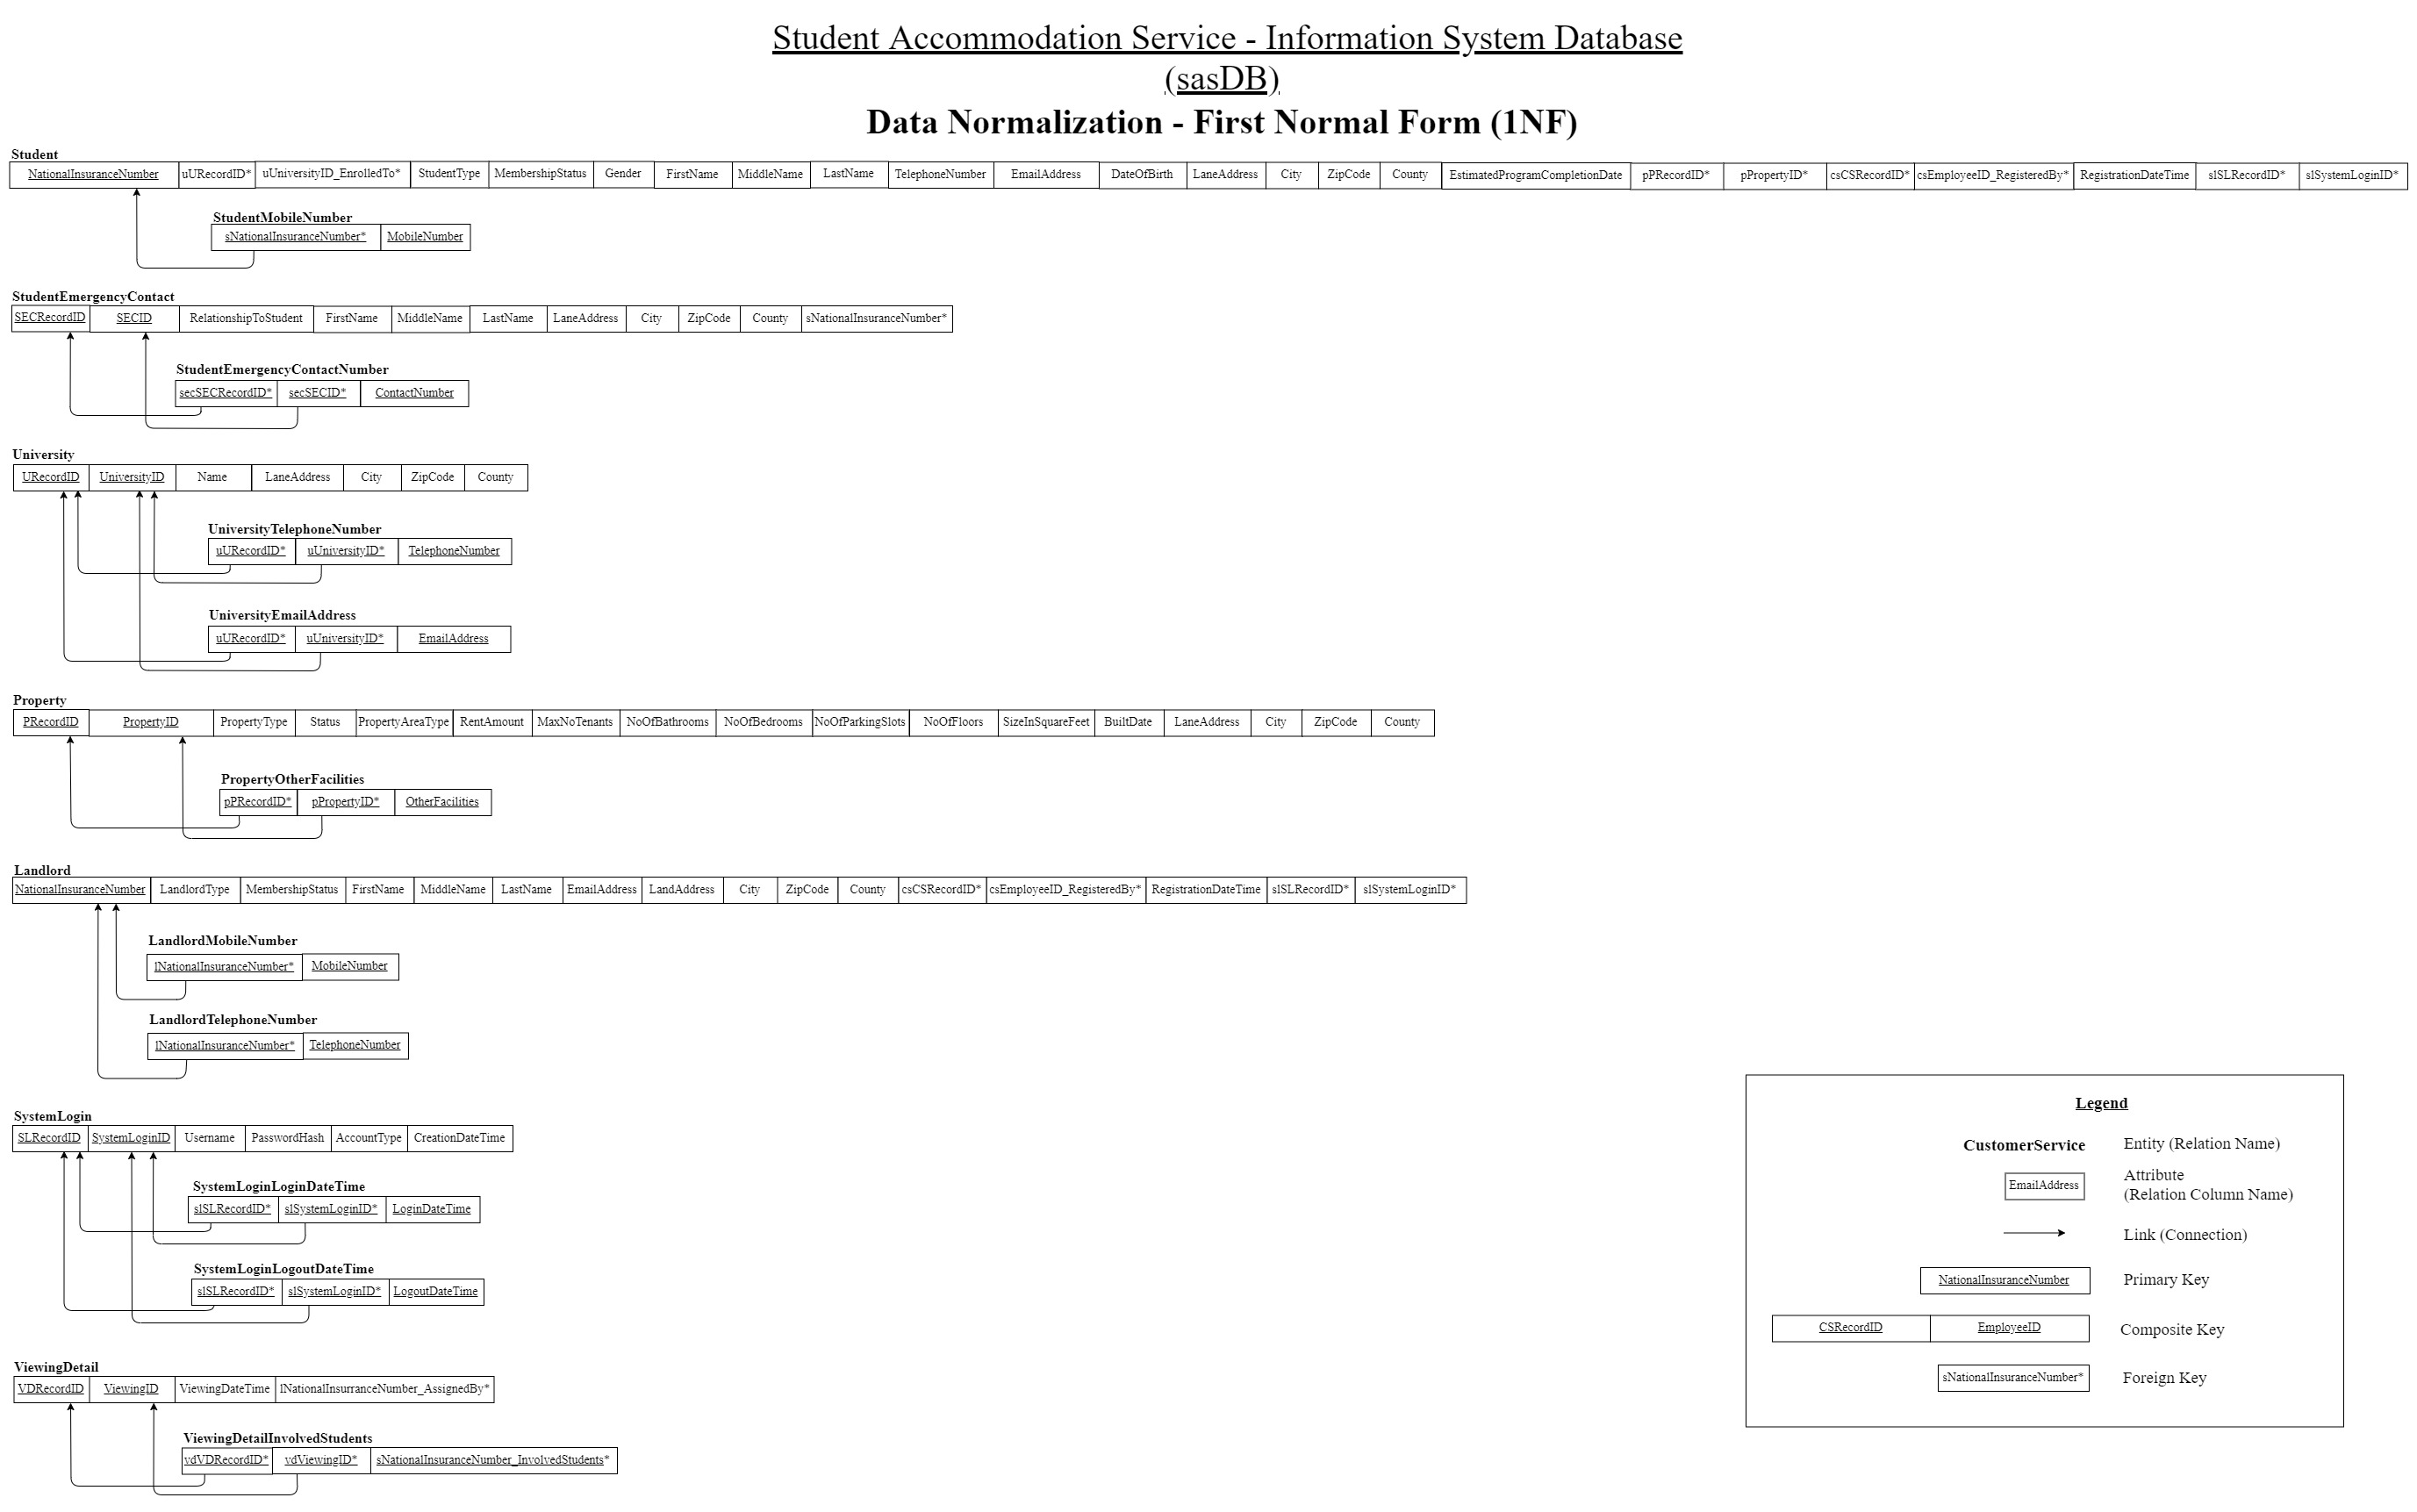 Student Accommodation Service - Information System Database
(sasDB)
Data Normalization - First Normal Form (1NF)
Student
NationalInsuranceNumber uURecordID* uUniversityID_EnrolledTo* StudentType MembershipStatus Gender FirstName MiddleName LastName TelephoneNumber EmailAddress DateOfBirth LaneAddress City ZipCode County EstimatedProgramCompletionDate pPRecordID* pPropertyID* csCSRecordID* csEmployeeID_RegisteredBy* RegistrationDateTime slSLRecordID* slSystemLoginID*
StudentMobileNumber
sNationalInsuranceNumber* MobileNumber
StudentEmergencyContact
SECRecordID SECID RelationshipToStudent FirstName MiddleName LastName LaneAddress City ZipCode County sNationalInsuranceNumber*
StudentEmergencyContactNumber
secSECRecordID* secSECID* ContactNumber
University
URecordID UniversityID Name LaneAddress City ZipCode County
UniversityTelephoneNumber
uURecordID* uUniversityID* TelephoneNumber
UniversityEmailAddress
uURecordID* uUniversityID* EmailAddress
Property
PRecordID PropertyID PropertyType Status PropertyAreaType RentAmount MaxNoTenants NoOfBathrooms NoOfBedrooms NoOfParkingSlots NoOfFloors SizeInSquareFeet BuiltDate LaneAddress City ZipCode County
PropertyOtherFacilities
pPRecordID* pPropertyID* OtherFacilities
Landlord
NationalInsuranceNumber LandlordType MembershipStatus FirstName MiddleName LastName EmailAddress LandAddress City ZipCode County csCSRecordID* csEmployeeID_RegisteredBy* RegistrationDateTime slSLRecordID* slSystemLoginID*
LandlordMobileNumber
lNationalInsuranceNumber* MobileNumber
LandlordTelephoneNumber
lNationalInsuranceNumber* TelephoneNumber
SystemLogin
SLRecordID SystemLoginID Username PasswordHash AccountType CreationDateTime
SystemLoginLoginDateTime
slSLRecordID* slSystemLoginID* LoginDateTime
SystemLoginLogoutDateTime
slSLRecordID* slSystemLoginID* LogoutDateTime
ViewingDetail
VDRecordID ViewingID ViewingDateTime lNationalInsurranceNumber_AssignedBy*
ViewingDetailInvolvedStudents
vdVDRecordID* vdViewingID* sNationalInsuranceNumber_InvolvedStudents*
Legend
CustomerService Entity (Relation Name)
EmailAddress Attribute
(Relation Column Name)
Link (Connection)
NationalInsuranceNumber Primary Key
CSRecordID EmployeeID Composite Key
sNationalInsuranceNumber* Foreign Key